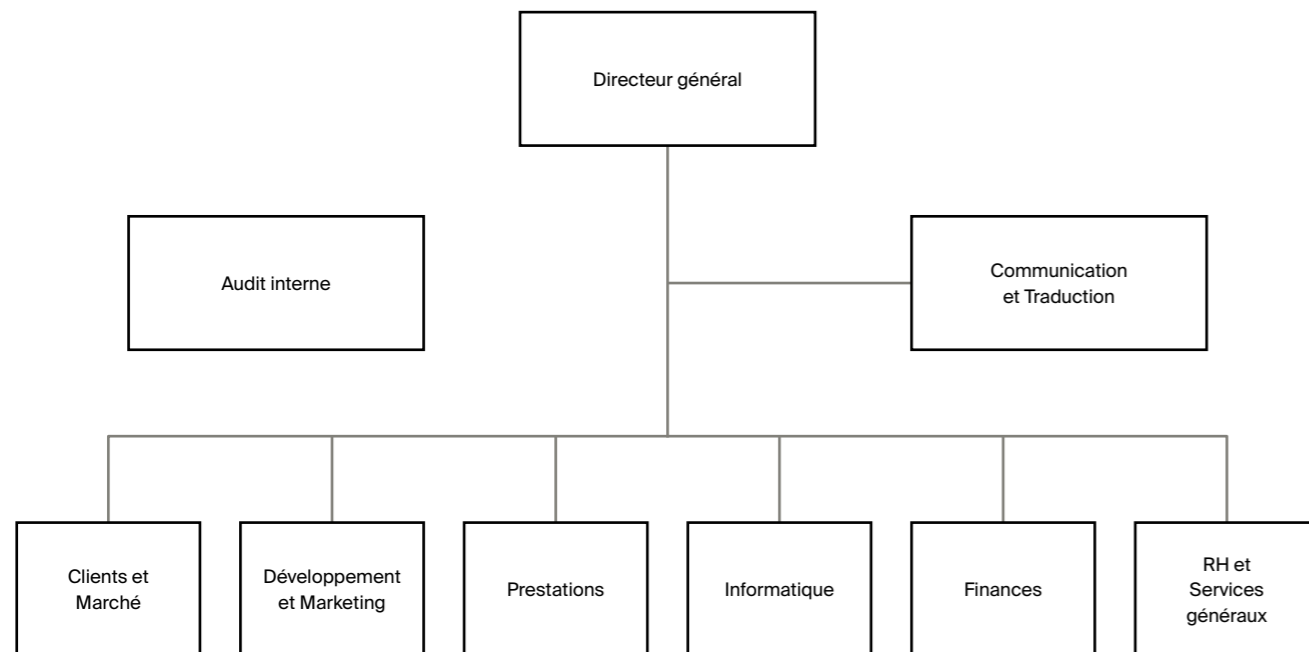 Directeur général
Audit interne
Communication
et Traduction
Clients et
Marché
Développement
et Marketing
Prestations
Informatique
Finances
RH et
Services
généraux